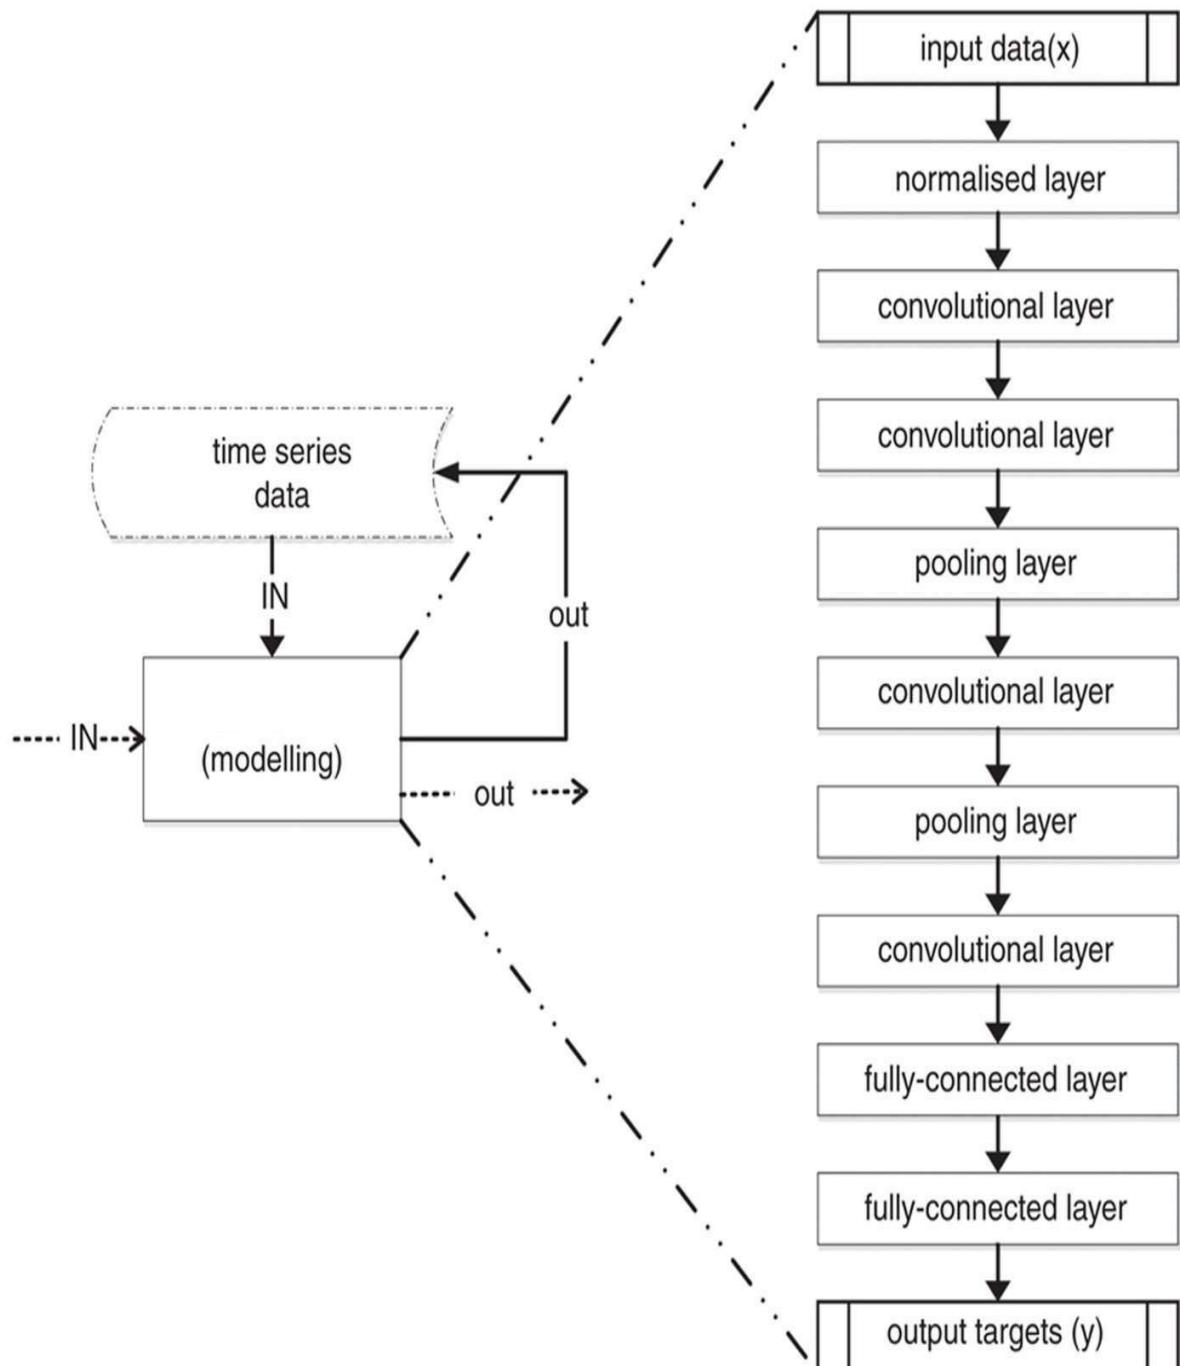 time series
data
IN
out
IN
(modelling)
out
input data(x)
normalised layer
convolutional layer
convolutional layer
pooling layer
convolutional layer
pooling layer
convolutional layer
fully-connected layer
fully-connected layer
output targets (y)